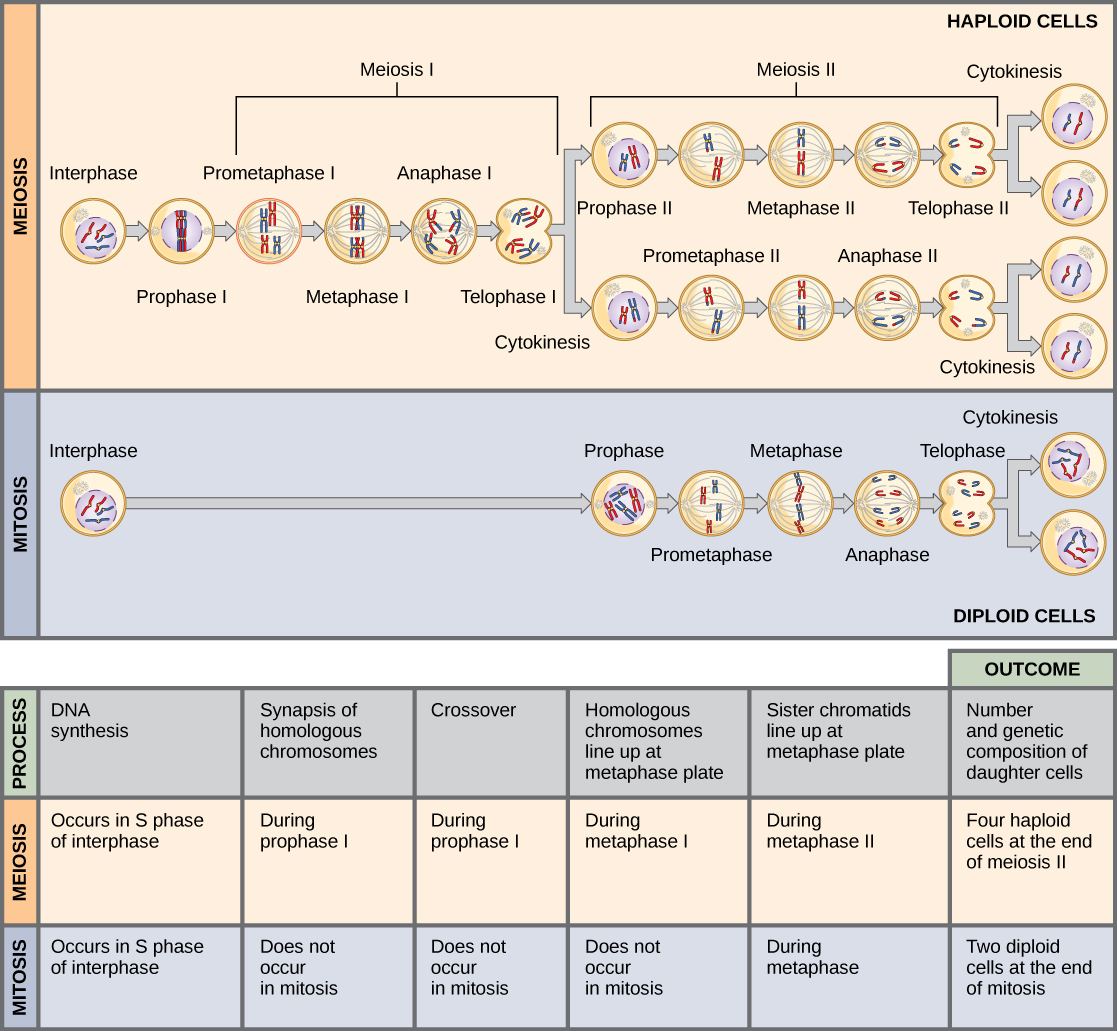 HAPLOID CELLS
MEIOSIS
Meiosis I
Meiosis II
Cytokinesis
Interphase
Prometaphase I
Anaphase I
Prophase II
Metaphase II
Telophase II
Prometaphase II
Anaphase II
Prophase I
Metaphase I
Telophase I
Cytokinesis
Cytokinesis
MITOSIS
Cytokinesis
Interphase
Prophase
Metaphase
Telophase
Prometaphase
Anaphase
DIPLOID CELLS
OUTCOME
PROCESS
DNA
synthesis
Synapsis of
homologous
chromosomes
Crossover
Homologous
chromosomes
line up at
metaphase plate
Sister chromatids
line up at
metaphase plate
Number
and genetic
composition of
daughter cells
MEIOSIS
Occurs in S phase
of interphase
During
prophase I
During
prophase I
During
metaphase I
During
metaphase II
Four haploid
cells at the end
of meiosis II
MITOSIS
Occurs in S phase
of interphase
Does not
occur
in mitosis
Does not
occur
in mitosis
Does not
occur
in mitosis
During
metaphase
Two diploid
cells at the end
of mitosis